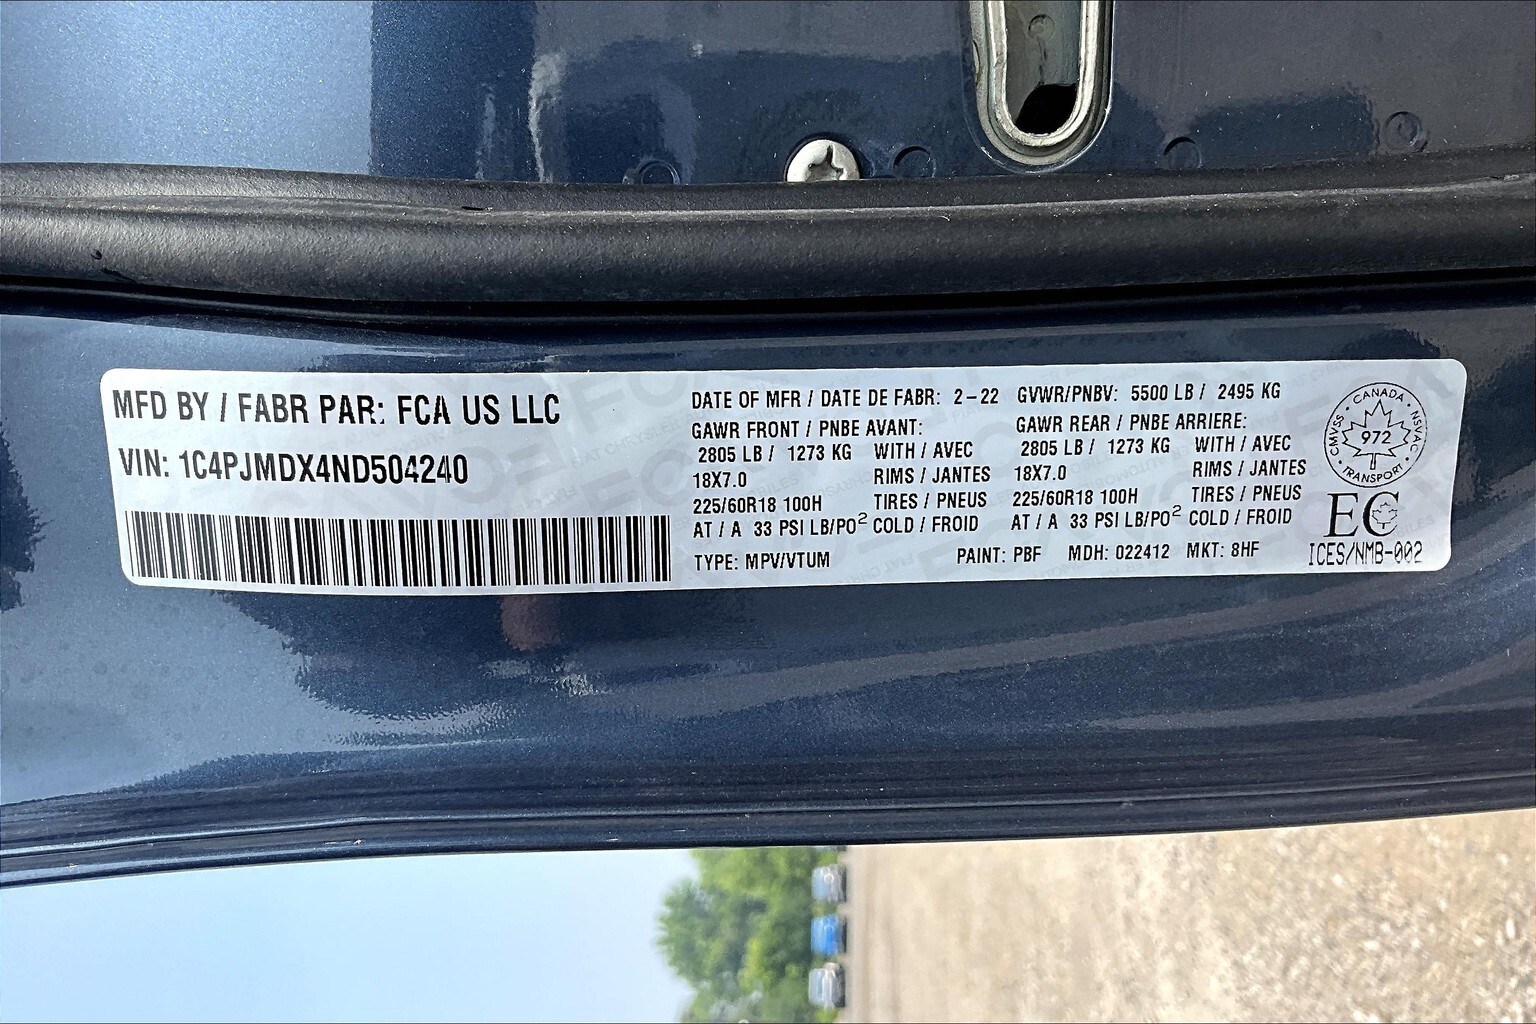 MFD BY / FABR PAR: FCA US LLC
VIN: 1C4PJMDX4ND504240
DATE OF MFR / DATE DE FABR: 2-22 GVWR/PNBV: 5500 LB / 2495 KG
GAWR FRONT / PNBE AVANT: GAWR REAR / PNBE ARRIERE:
2805 LB / 1273 KG WITH / AVEC 2805 LB / 1273 KG WITH / AVEC
18X7.0 RIMS / JANTES 18X7.0 RIMS / JANTES
225/60R18 100H TIRES / PNEUS 225/60R18 100H TIRES / PNEUS
AT / A 33 PSI LB/PO² COLD / FROID AT / A 33 PSI LB/PO² COLD / FROID
TYPE: MPV/VTUM PAINT: PBF MDH: 022412 MKT: 8HF
CMVSS · CANADA · NSVAC · TRANSPORT ·
972
EC
ICES/NMB-002